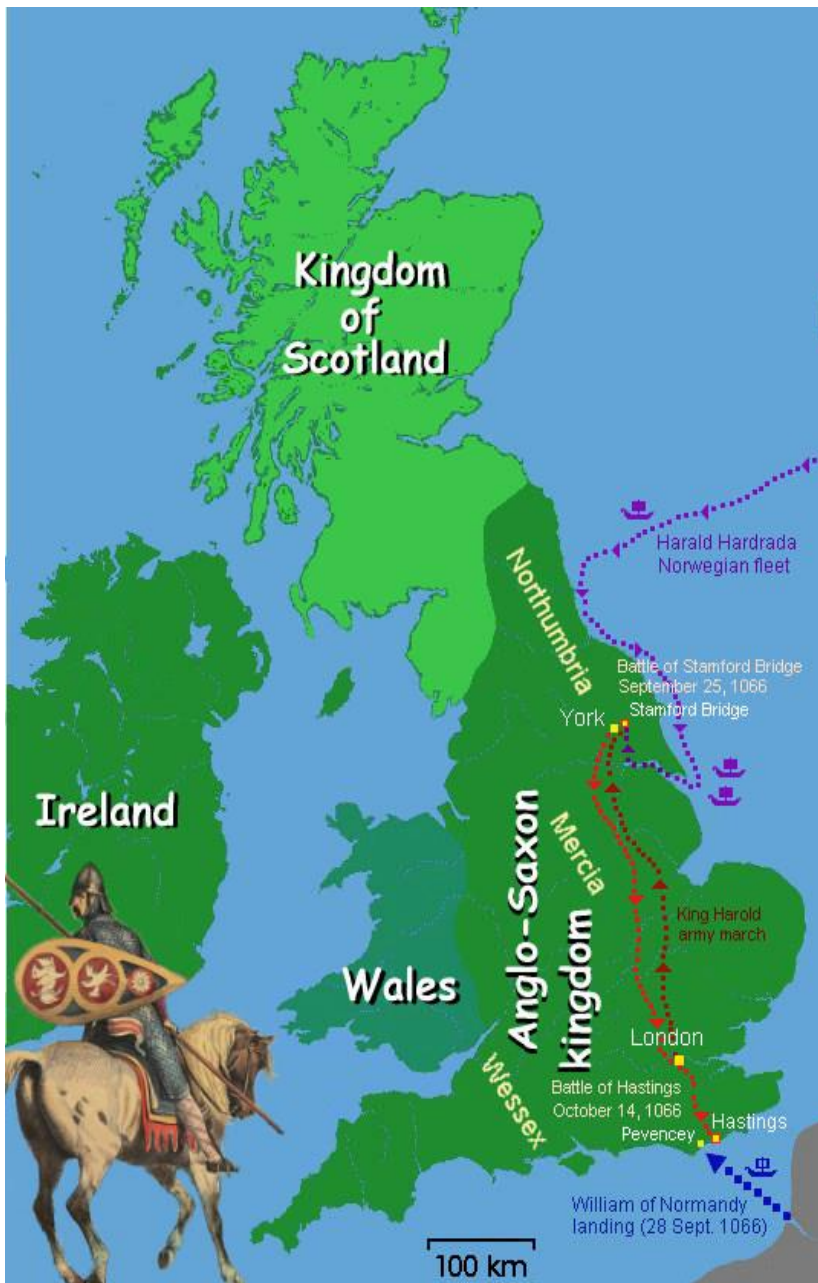 Kingdom
of
Scotland
Harald Hardrada
Norwegian fleet
Northumbria
Battle of Stamford Bridge
September 25, 1066
Stamford Bridge
York
Ireland
Mercia
Anglo-Saxon
kingdom
King Harold
army march
Wales
London
Wessex
Battle of Hastings
October 14, 1066
Hastings
Pevencey
William of Normandy
landing (28 Sept. 1066)
100 km